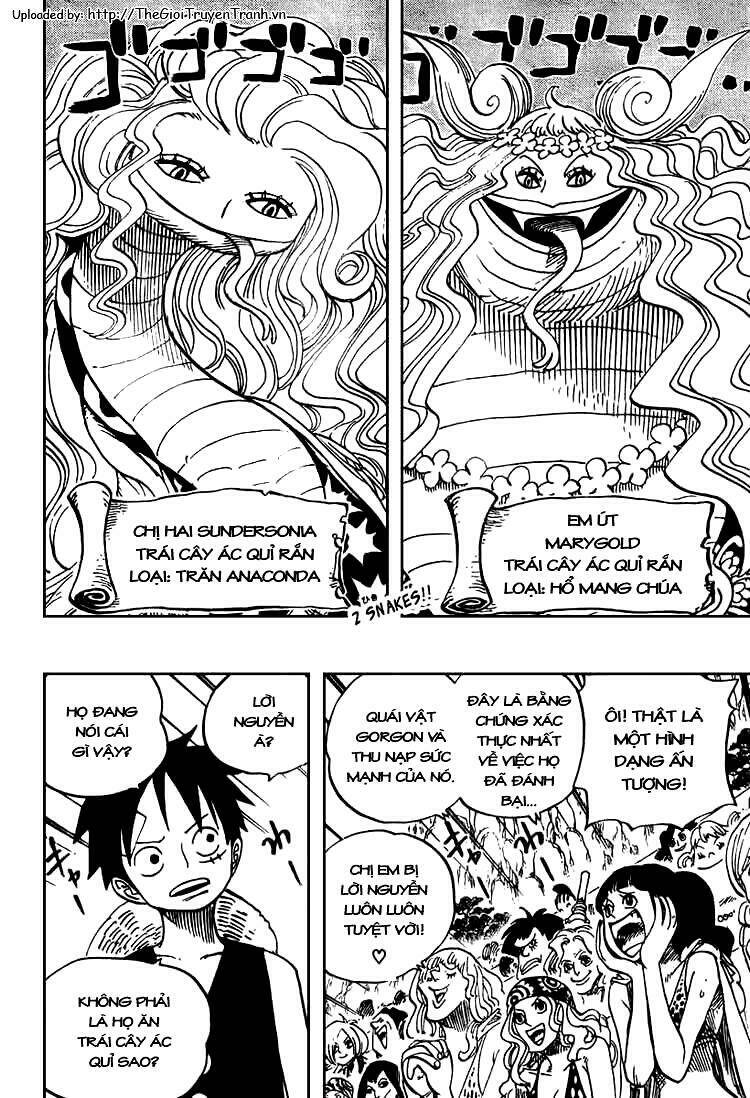 Uploaded by: http://TheGioiTruyenTranh.vn
ゴゴゴゴ
ゴゴゴゴ...
EM ÚT
MARYGOLD
TRÁI CÂY ÁC QUỈ RẮN
LOẠI: HỔ MANG CHÚA
CHỊ HAI SUNDERSONIA
TRÁI CÂY ÁC QUỈ RẮN
LOẠI: TRĂN ANACONDA
2 SNAKES!!
ÔI! THẬT LÀ
MỘT HÌNH
DẠNG ẤN
TƯỢNG!
ĐÂY LÀ BẰNG
CHỨNG XÁC
THỰC NHẤT
VỀ VIỆC HỌ
ĐÃ ĐÁNH
BẠI...
QUÁI VẬT
GORGON VÀ
THU NẠP SỨC
MẠNH CỦA NÓ.
CHỊ EM BỊ
LỜI NGUYỀN
LUÔN LUÔN
TUYỆT VỜI!
♡
LỜI
NGUYỀN
À?
HỌ ĐANG
NÓI CÁI
GÌ VẬY?
KHÔNG PHẢI
LÀ HỌ ĂN
TRÁI CÂY ÁC
QUỈ SAO?